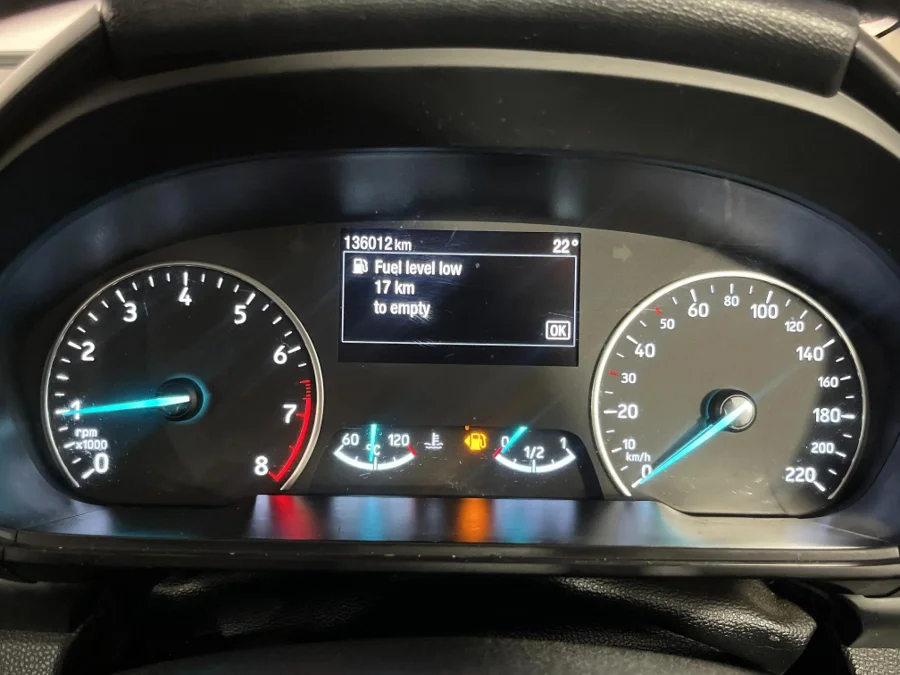 136012 km 22°
Fuel level low
17 km
to empty
OK
0 1 2 3 4 5 6 7 8
rpm
x1000
60 120
°C
0 1/2 1
0 10 20 30 40 50 60 80 100 120 140 160 180 200 220
km/h